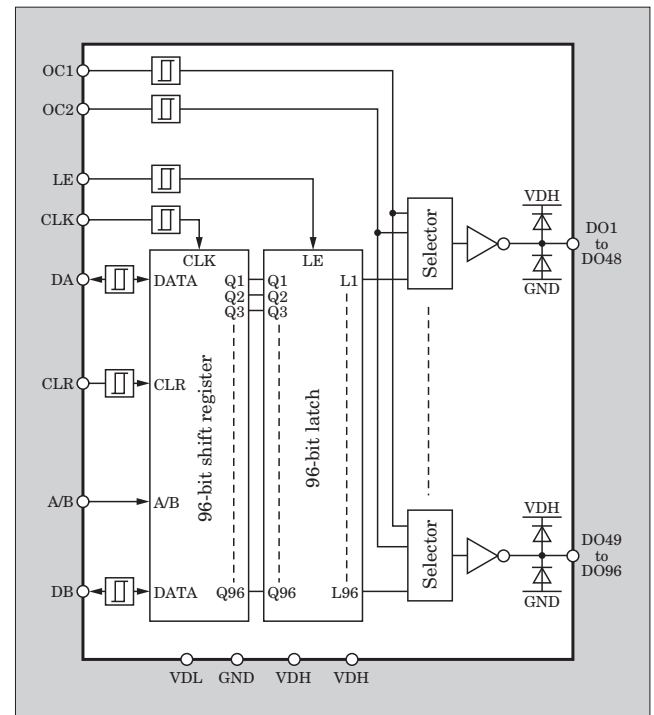 OC1
OC2
LE
CLK
DA
CLR
A/B
DB
CLK
DATA
CLR
A/B
DATA
96-bit shift register
Q1
Q2
Q3
Q96
LE
Q1
Q2
Q3
Q96
96-bit latch
L1
L96
Selector
VDH
GND
DO1
to
DO48
Selector
VDH
GND
DO49
to
DO96
VDL
GND
VDH
VDH